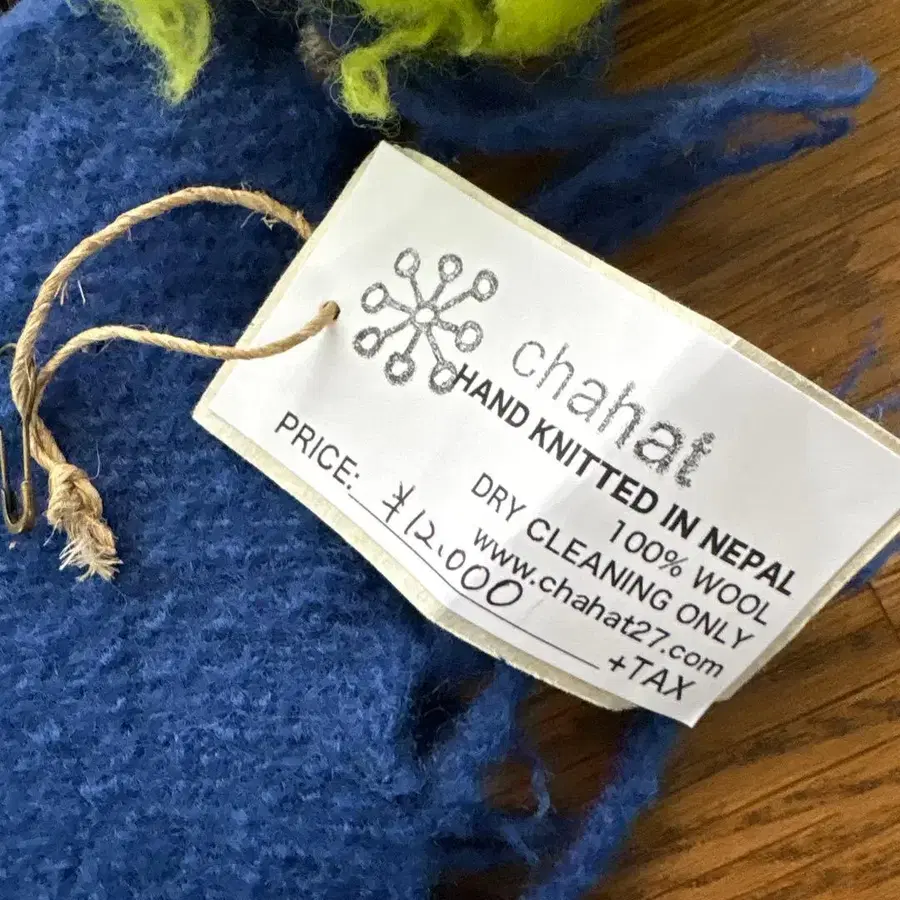 chahat
HAND KNITTED IN NEPAL
100% WOOL
DRY CLEANING ONLY
www.chahat27.com
PRICE: ¥12.000
+TAX